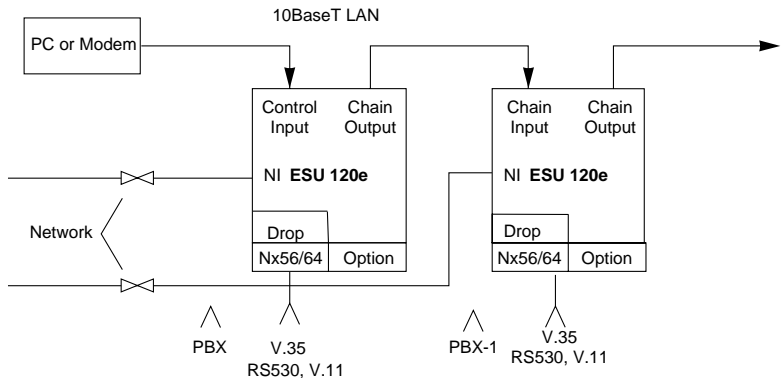 10BaseT LAN
PC or Modem
Control
Input
Chain
Output
NI ESU 120e
Drop
Nx56/64
Option
Chain
Input
Chain
Output
NI ESU 120e
Drop
Nx56/64
Option
Network
PBX
V.35
RS530, V.11
PBX-1
V.35
RS530, V.11